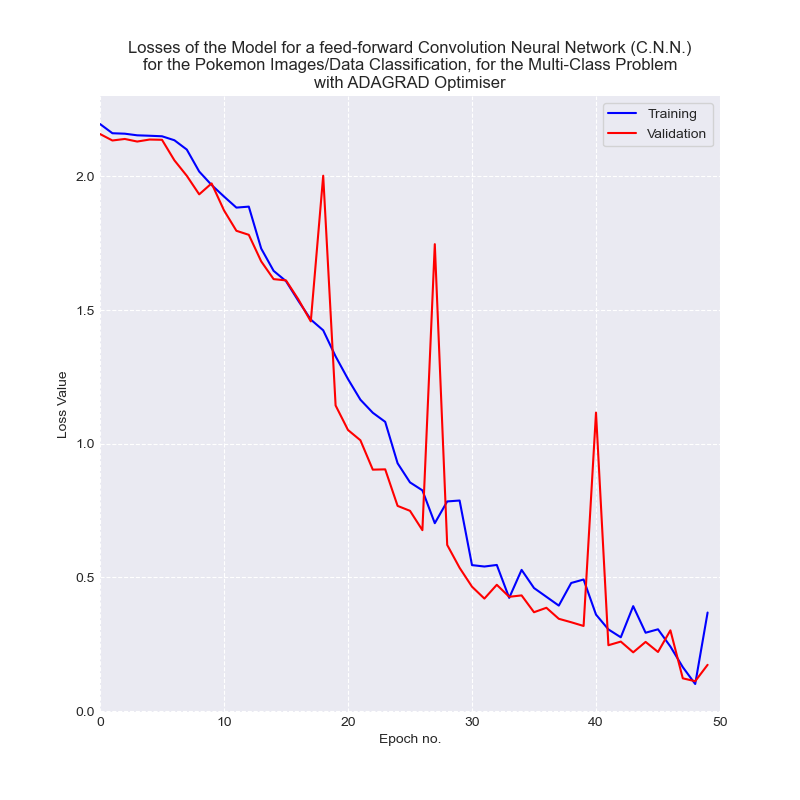 Losses of the Model for a feed-forward Convolution Neural Network (C.N.N.)
for the Pokemon Images/Data Classification, for the Multi-Class Problem
with ADAGRAD Optimiser
Training
Validation
2.0
1.5
1.0
0.5
0.0
Loss Value
0 10 20 30 40 50
Epoch no.